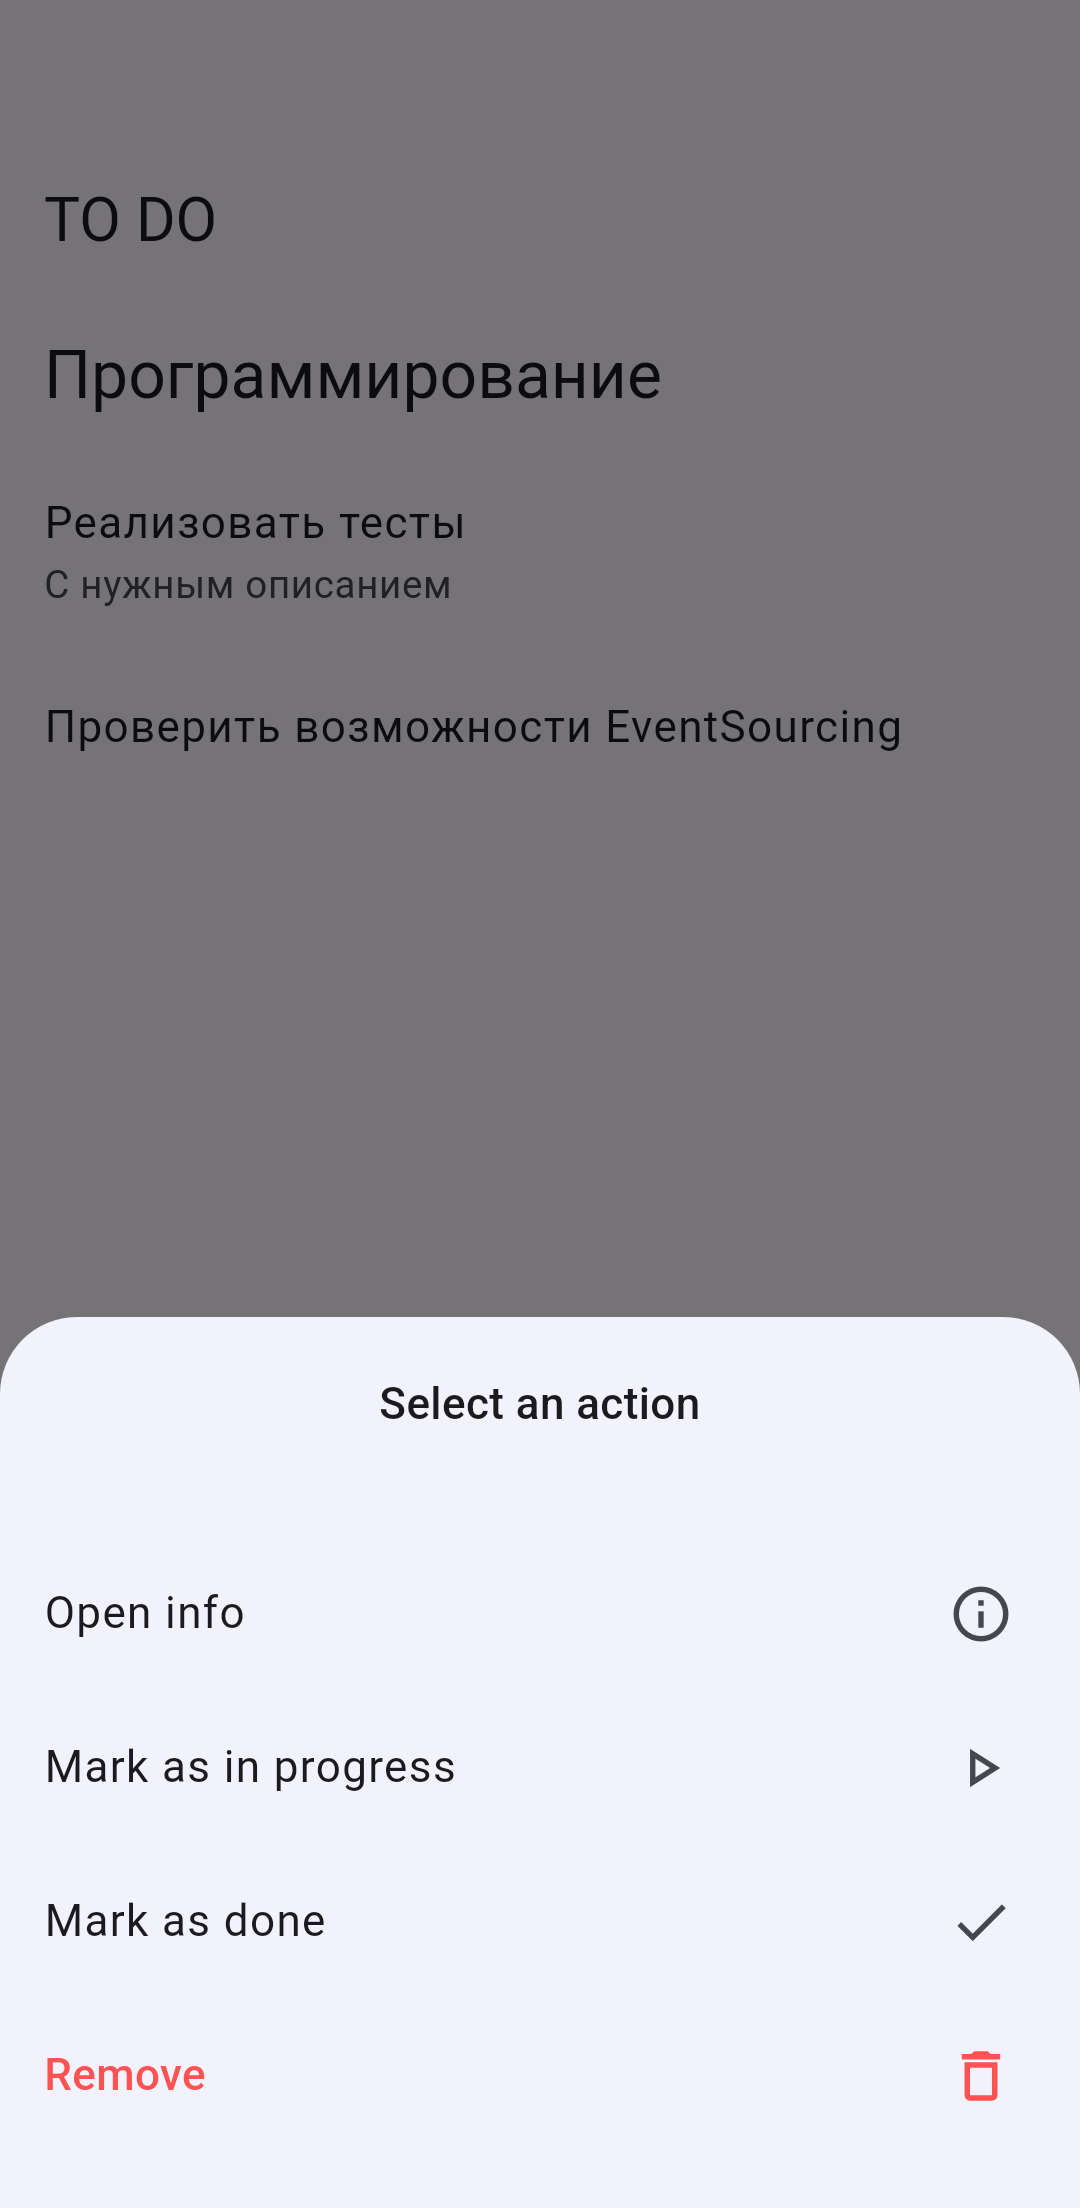 TO DO
Программирование
Реализовать тесты
С нужным описанием
Проверить возможности EventSourcing
Select an action
Open info
Mark as in progress
Mark as done
Remove